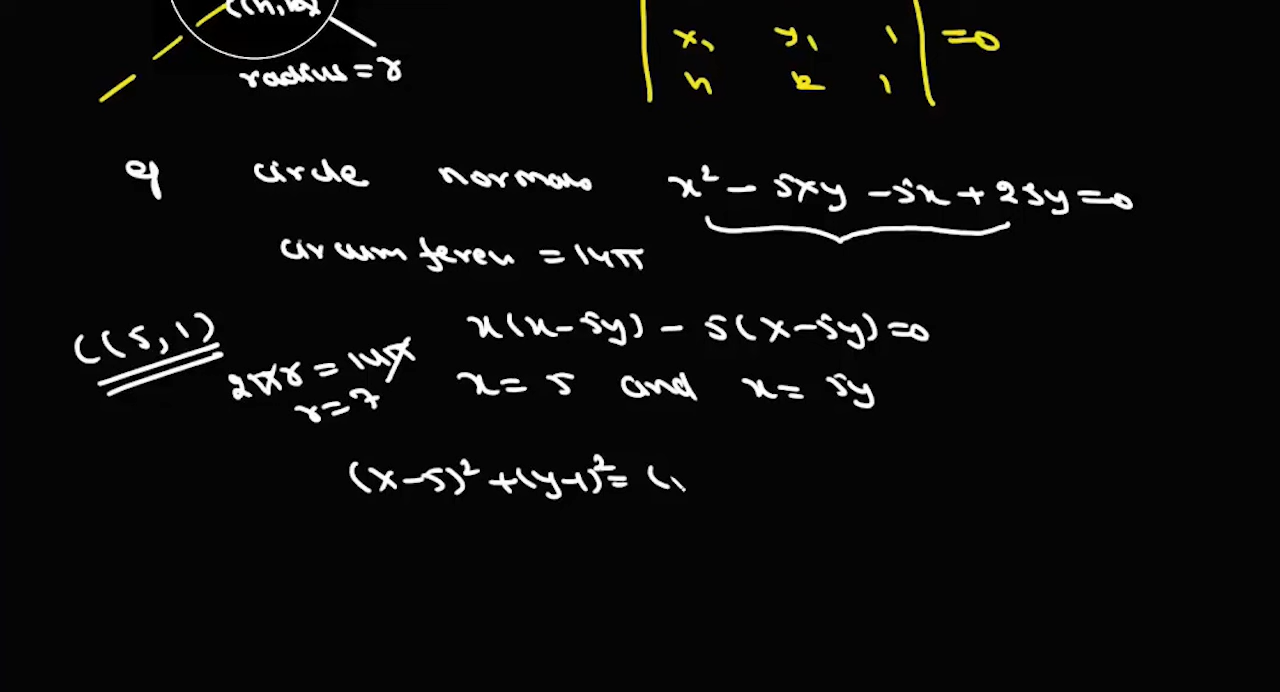 C(h,k)
radius = r
x₁ y₁ 1
h k 1
= 0
eg circle normals x² - 5xy - 5x + 25y = 0
circumferen = 14π
x(x-5y) - 5(x-5y) = 0
C(5,1)
2πr = 14π
x = 5 and x = 5y
r = 7
(x-5)² + (y-1)² = (